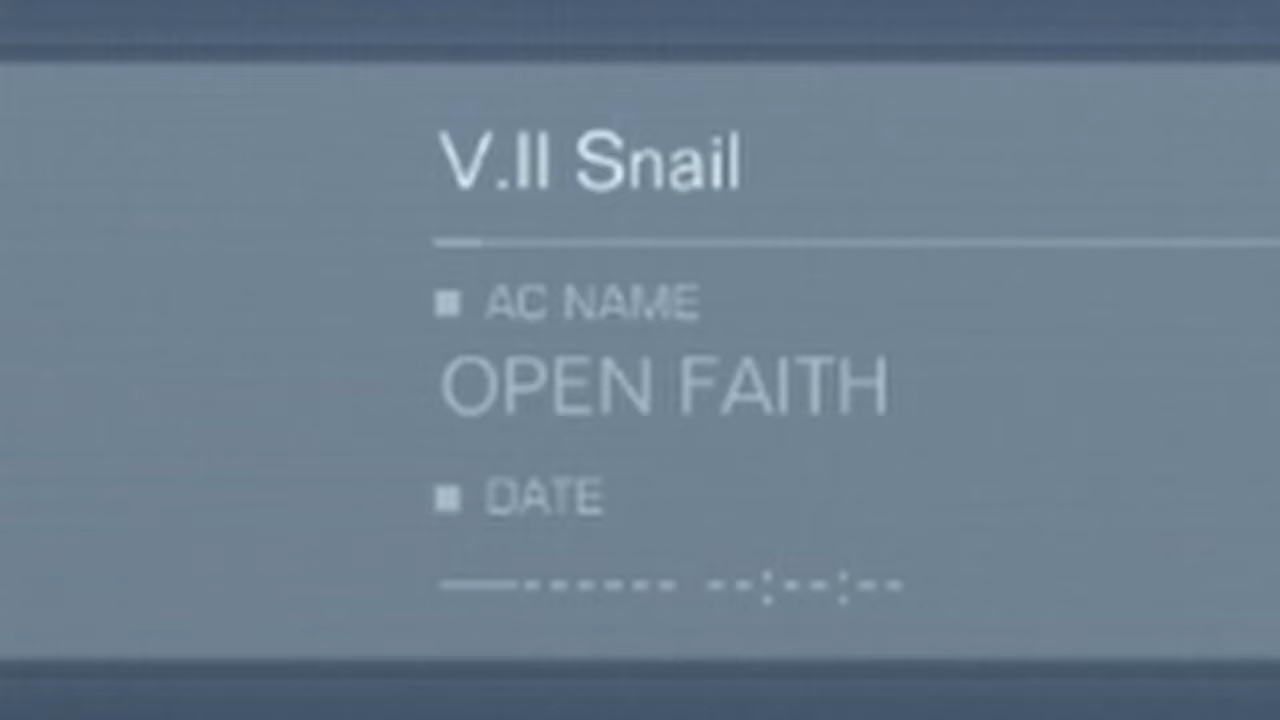 V.II Snail
■ AC NAME
OPEN FAITH
■ DATE
---------- --:--:--